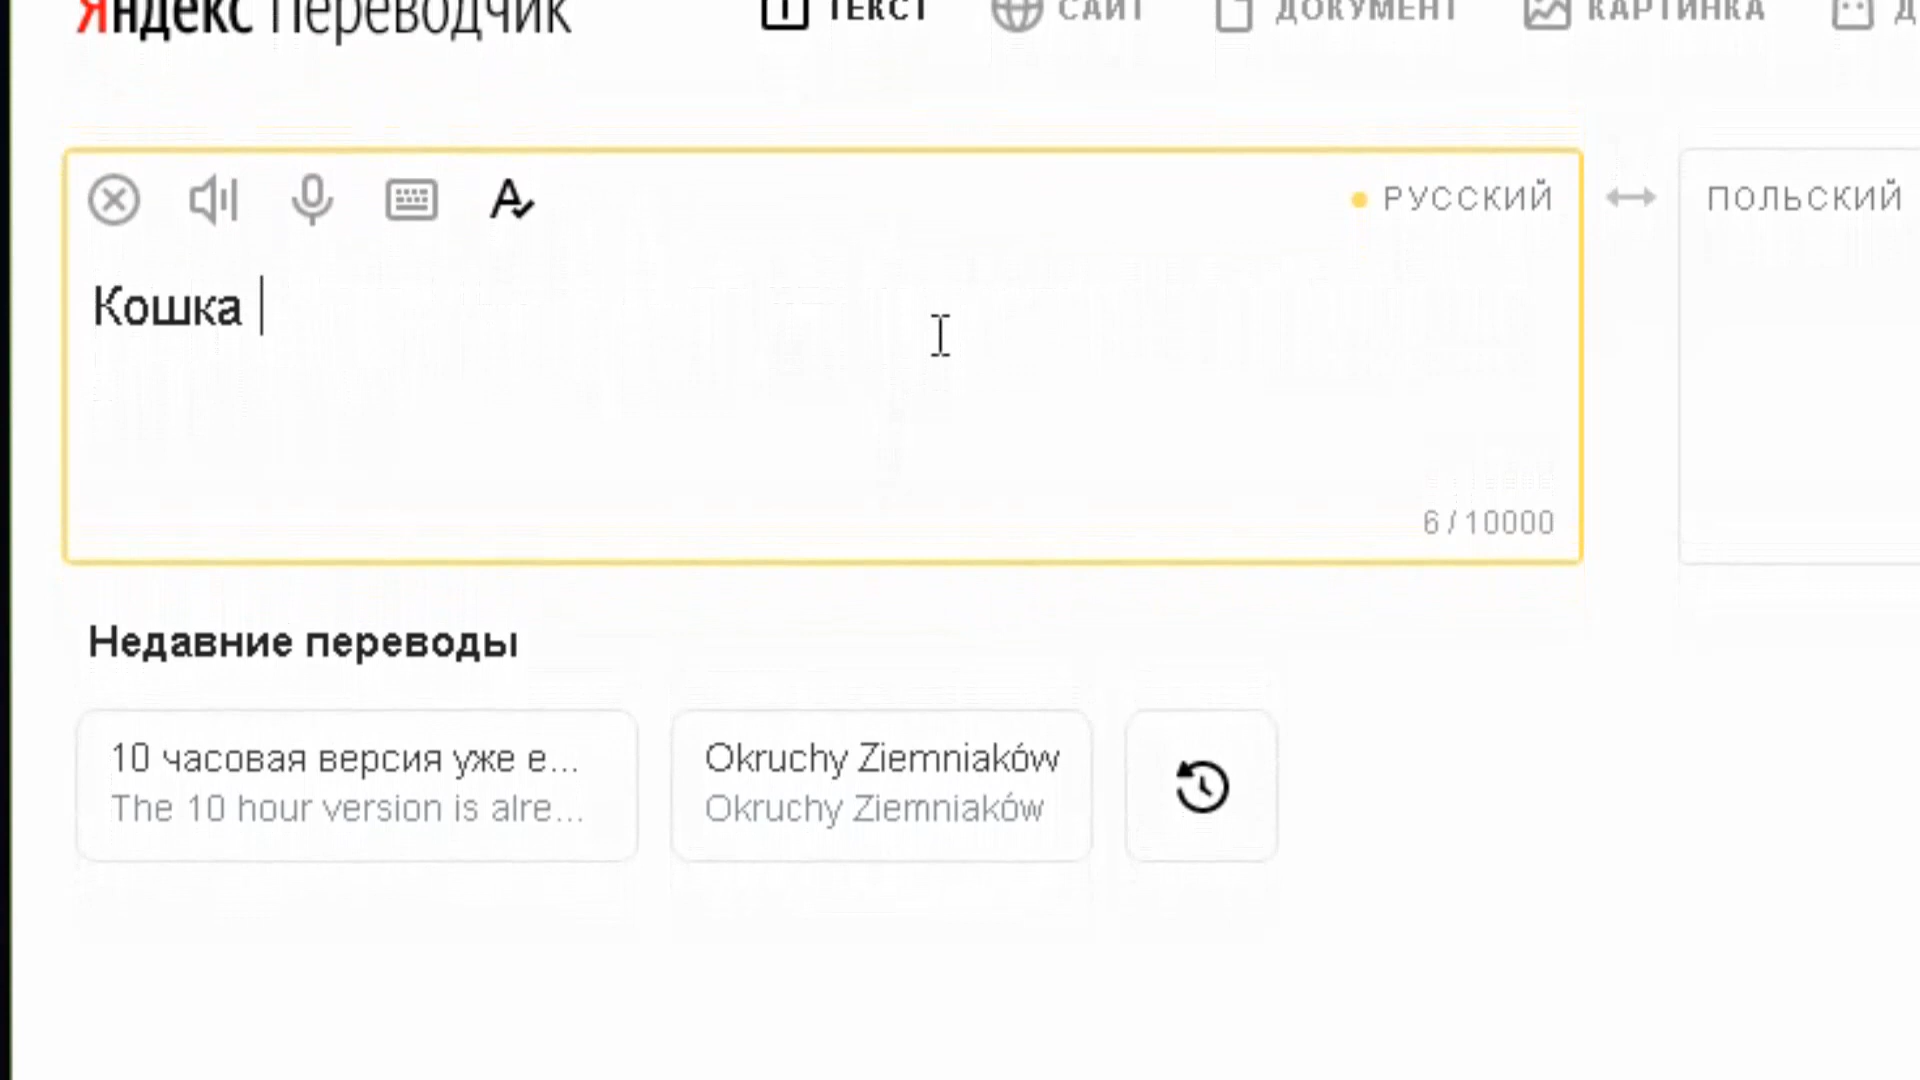 Яндекс Переводчик
ТЕКСТ
САЙТ
ДОКУМЕНТ
КАРТИНКА
РУССКИЙ
ПОЛЬСКИЙ
Кошка
6 / 10000
Недавние переводы
10 часовая версия уже е...
The 10 hour version is alre...
Okruchy Ziemniaków
Okruchy Ziemniaków